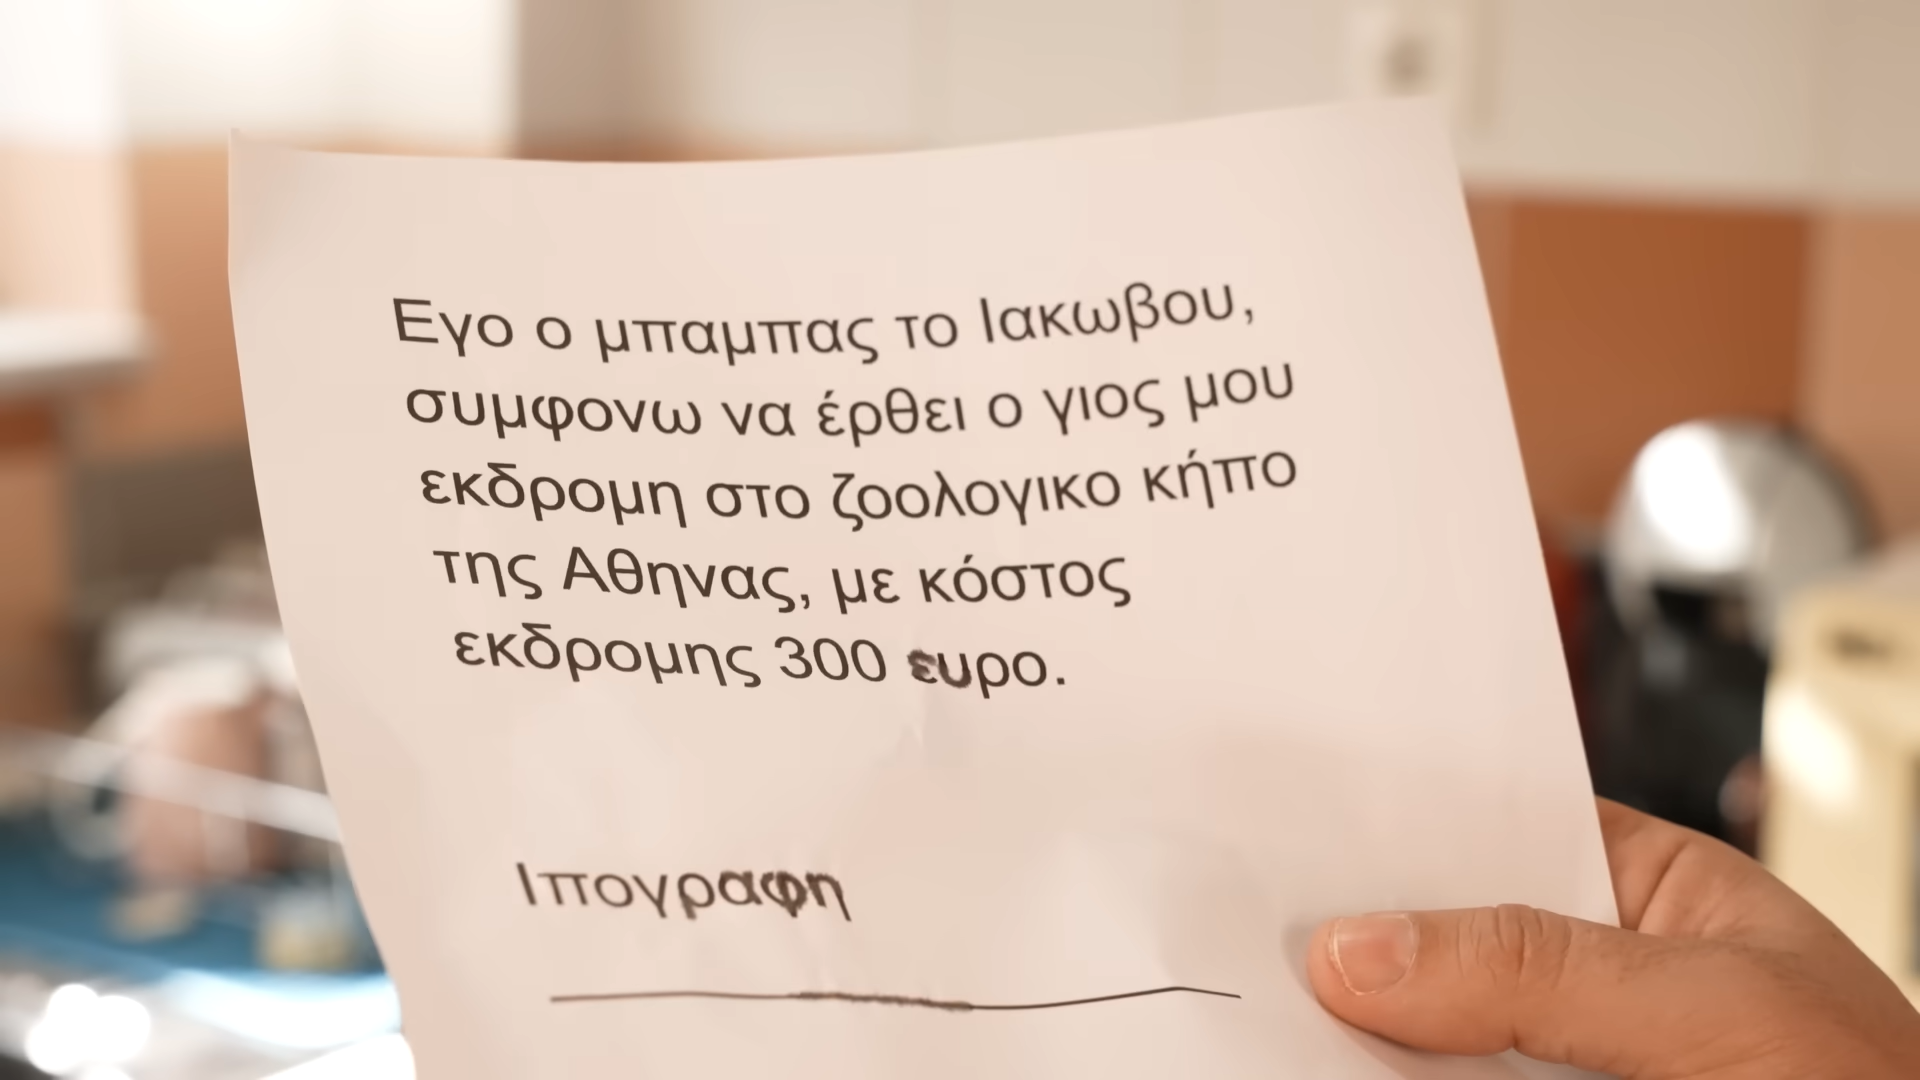 Εγο ο μπαμπας το Ιακωβου,
συμφονω να έρθει ο γιος μου
εκδρομη στο ζοολογικο κήπο
της Αθηνας, με κόστος
εκδρομης 300 ευρο.
Ιπογραφη